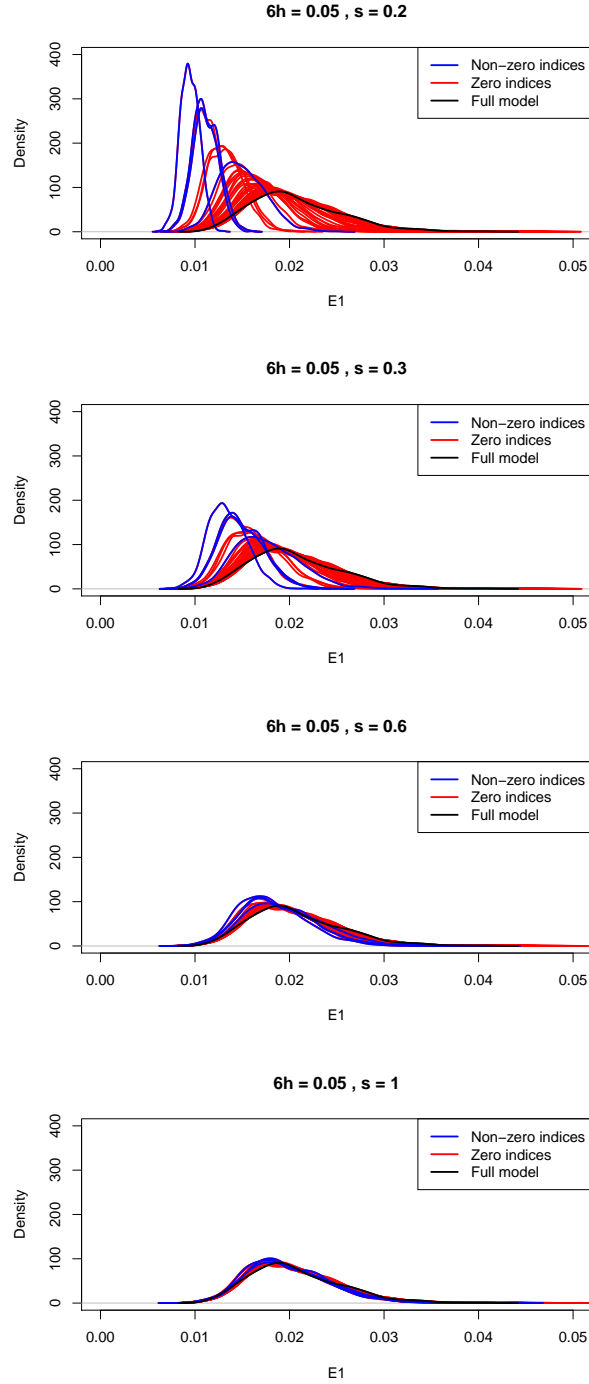 6h = 0.05 , s = 0.2
Non−zero indices
Zero indices
Full model
Density
0 100 200 300 400
0.00 0.01 0.02 0.03 0.04 0.05
E1
6h = 0.05 , s = 0.3
Non−zero indices
Zero indices
Full model
Density
0 100 200 300 400
0.00 0.01 0.02 0.03 0.04 0.05
E1
6h = 0.05 , s = 0.6
Non−zero indices
Zero indices
Full model
Density
0 100 200 300 400
0.00 0.01 0.02 0.03 0.04 0.05
E1
6h = 0.05 , s = 1
Non−zero indices
Zero indices
Full model
Density
0 100 200 300 400
0.00 0.01 0.02 0.03 0.04 0.05
E1